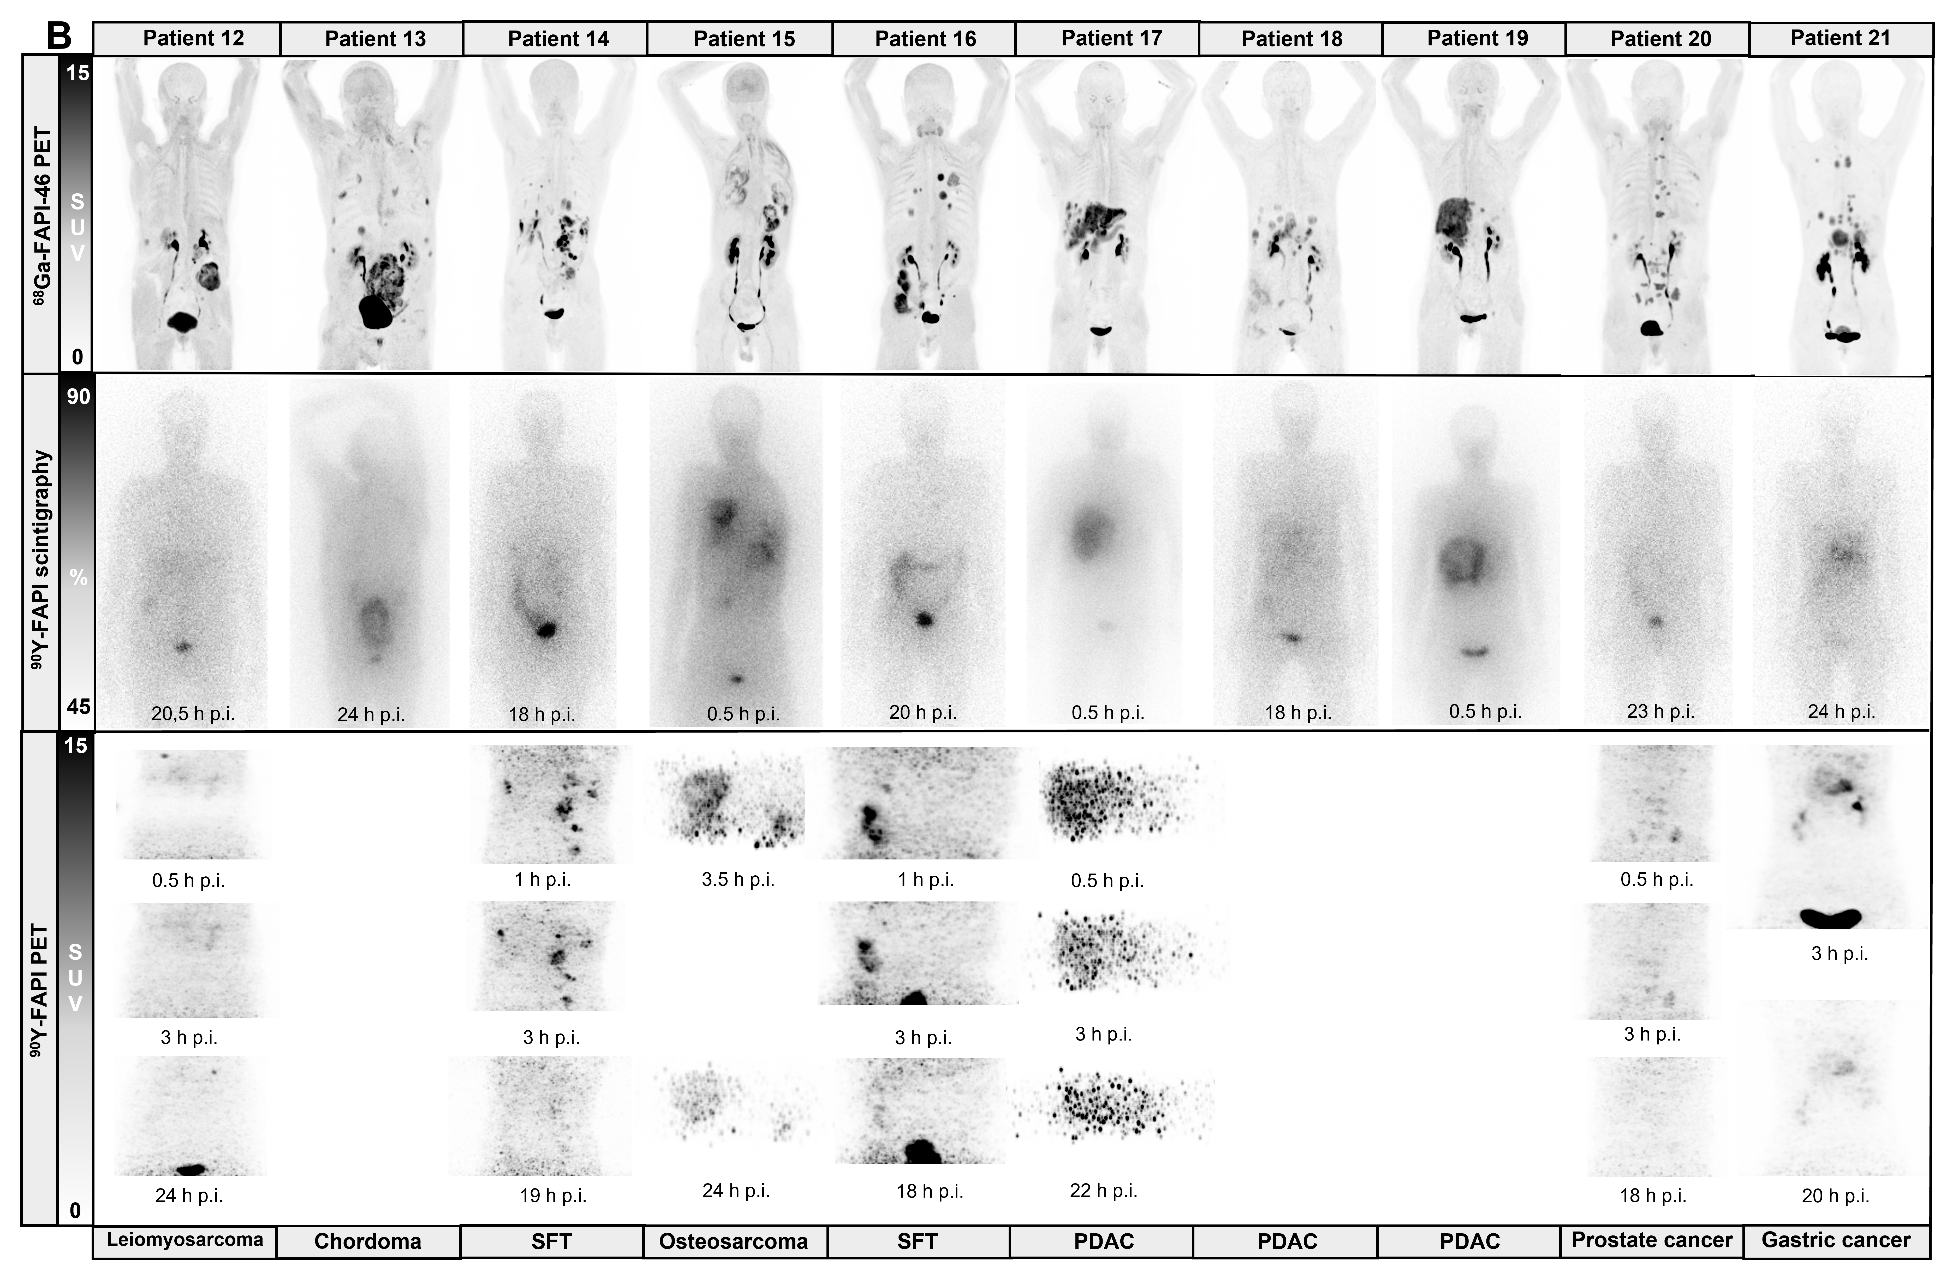 B
Patient 12 Patient 13 Patient 14 Patient 15 Patient 16 Patient 17 Patient 18 Patient 19 Patient 20 Patient 21
68Ga-FAPI-46 PET
15
SUV
0
90Y-FAPI scintigraphy
90
%
45
20,5 h p.i. 24 h p.i. 18 h p.i. 0.5 h p.i. 20 h p.i. 0.5 h p.i. 18 h p.i. 0.5 h p.i. 23 h p.i. 24 h p.i.
90Y-FAPI PET
15
SUV
0
0.5 h p.i. 1 h p.i. 3.5 h p.i. 1 h p.i. 0.5 h p.i. 0.5 h p.i.
3 h p.i.
3 h p.i. 3 h p.i. 3 h p.i. 3 h p.i. 3 h p.i.
24 h p.i. 19 h p.i. 24 h p.i. 18 h p.i. 22 h p.i. 18 h p.i. 20 h p.i.
Leiomyosarcoma Chordoma SFT Osteosarcoma SFT PDAC PDAC PDAC Prostate cancer Gastric cancer